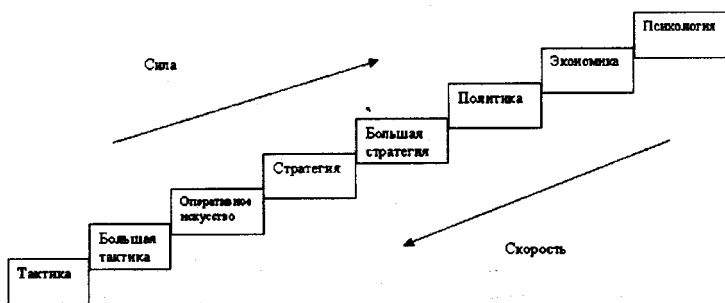 Психология
Экономика
Сила
Политика
Большая
стратегия
Стратегия
Оперативное
искусство
Большая
тактика
Скорость
Тактика